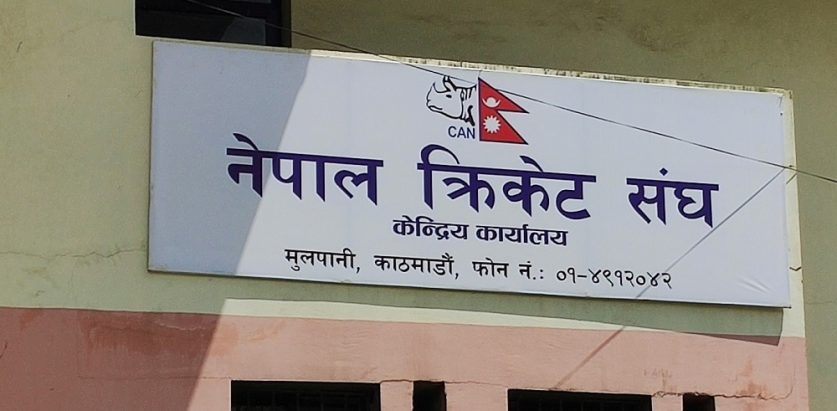 CAN
नेपाल क्रिकेट संघ
केन्द्रिय कार्यालय
मुलपानी, काठमाडौं, फोन नं.: ०१-४९१२०४२